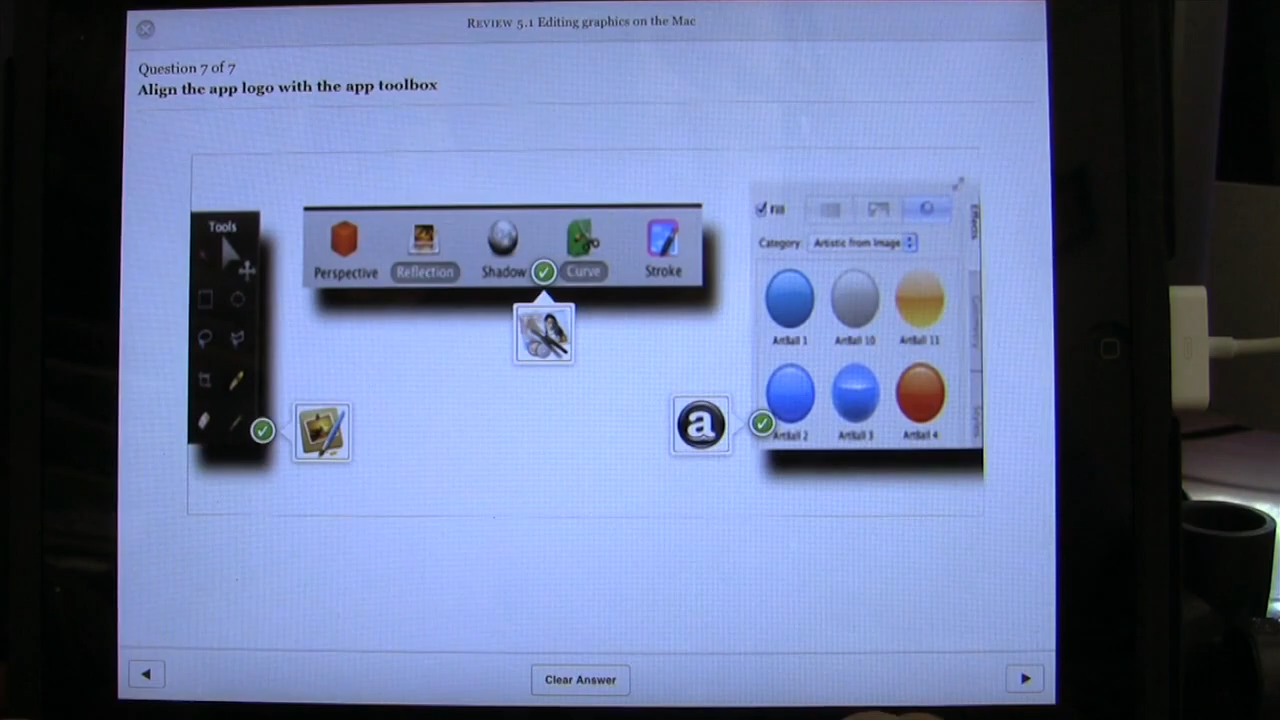 REVIEW 5.1 Editing graphics on the Mac
Question 7 of 7
Align the app logo with the app toolbox
Tools
Perspective
Reflection
Shadow
Curve
Stroke
Fill
Category: Artistic from Image
Effects
ArtBall 1
ArtBall 10
ArtBall 11
ArtBall 2
ArtBall 3
ArtBall 4
a
Clear Answer